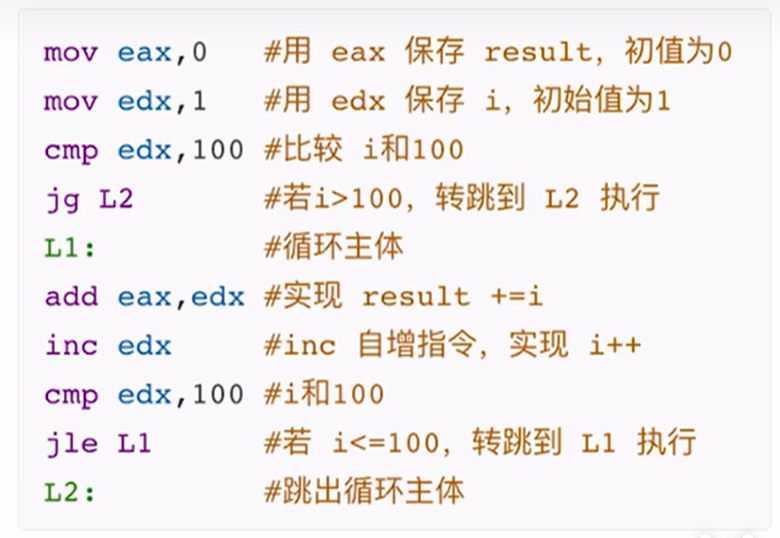 mov eax,0   #用 eax 保存 result，初值为0
mov edx,1   #用 edx 保存 i，初始值为1
cmp edx,100 #比较 i和100
jg L2       #若i>100，转跳到 L2 执行
L1:         #循环主体
add eax,edx #实现 result +=i
inc edx     #inc 自增指令，实现 i++
cmp edx,100 #i和100
jle L1      #若 i<=100，转跳到 L1 执行
L2:         #跳出循环主体